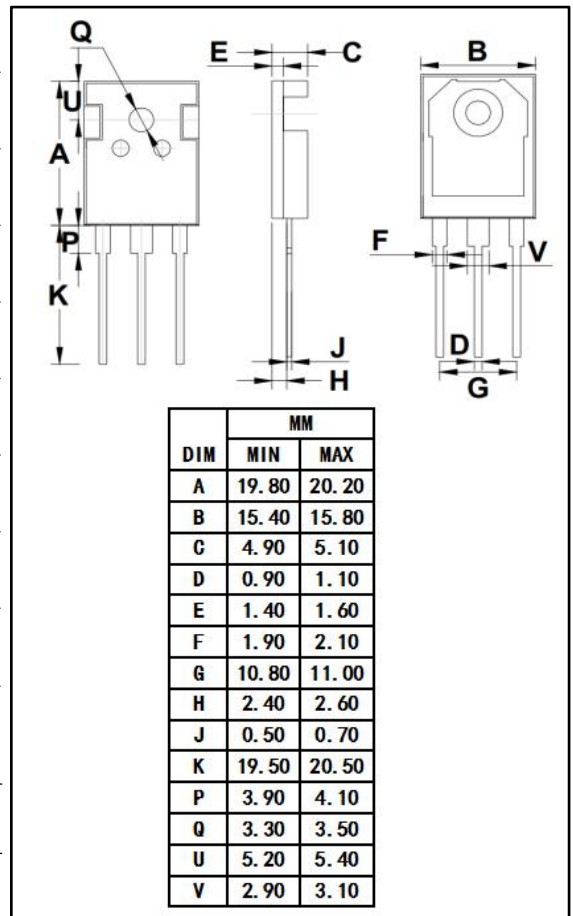 Q
E C B
U
A
P
K
F V
J
D
H
G
MM
DIM MIN MAX
A 19.80 20.20
B 15.40 15.80
C 4.90 5.10
D 0.90 1.10
E 1.40 1.60
F 1.90 2.10
G 10.80 11.00
H 2.40 2.60
J 0.50 0.70
K 19.50 20.50
P 3.90 4.10
Q 3.30 3.50
U 5.20 5.40
V 2.90 3.10